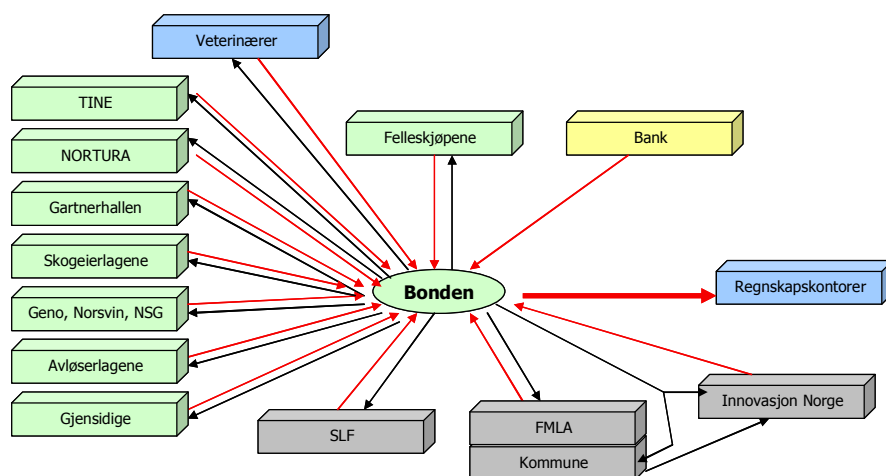 Veterinærer
TINE
Felleskjøpene
Bank
NORTURA
Gartnerhallen
Skogeierlagene
Bonden
Regnskapskontorer
Geno, Norsvin, NSG
Avløserlagene
Innovasjon Norge
Gjensidige
SLF
FMLA
Kommune